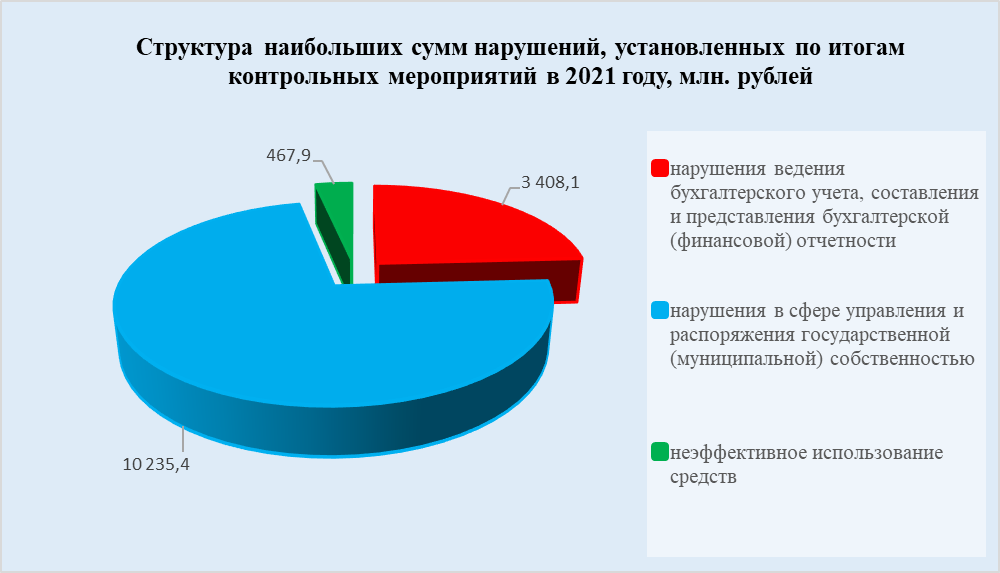 Структура наибольших сумм нарушений, установленных по итогам
контрольных мероприятий в 2021 году, млн. рублей
467,9
3 408,1
10 235,4
нарушения ведения
бухгалтерского учета, составления
и представления бухгалтерской
(финансовой) отчетности
нарушения в сфере управления и
распоряжения государственной
(муниципальной) собственностью
неэффективное использование
средств